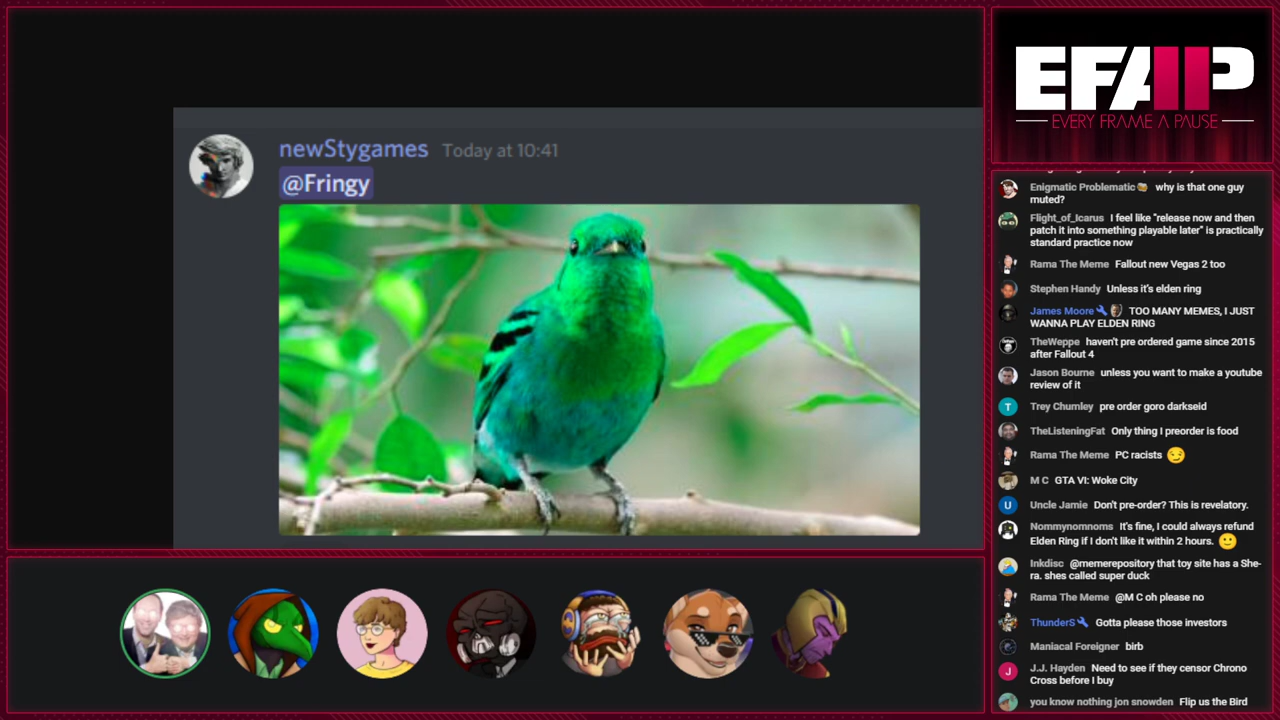 newStygames Today at 10:41
@Fringy
EFAP
EVERY FRAME A PAUSE
Enigmatic Problematic why is that one guy
muted?
Flight_of_Icarus I feel like "release now and then
patch it into something playable later" is practically
standard practice now
Rama The Meme Fallout new Vegas 2 too
Stephen Handy Unless it's elden ring
James Moore TOO MANY MEMES, I JUST
WANNA PLAY ELDEN RING
TheWeppe haven't pre ordered game since 2015
after Fallout 4
Jason Bourne unless you want to make a youtube
review of it
T Trey Chumley pre order goro darkseid
TheListeningFat Only thing I preorder is food
Rama The Meme PC racists
M C GTA VI: Woke City
U Uncle Jamie Don't pre-order? This is revelatory.
Nommynomnoms It's fine, I could always refund
Elden Ring if I don't like it within 2 hours.
Inkdisc @memerepository that toy site has a She-
ra. shes called super duck
Rama The Meme @M C oh please no
ThunderS Gotta please those investors
Maniacal Foreigner birb
J J.J. Hayden Need to see if they censor Chrono
Cross before I buy
you know nothing jon snowden Flip us the Bird